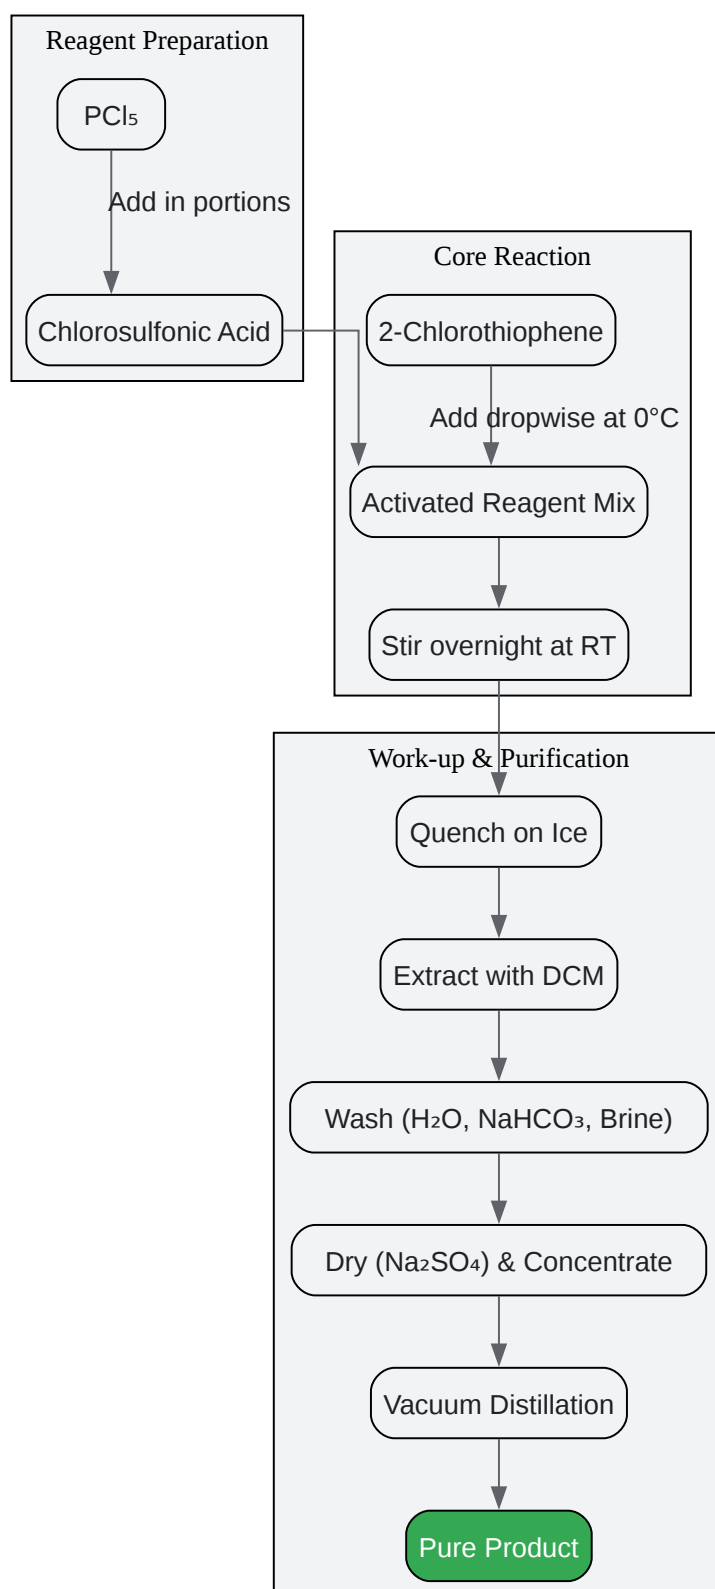 Reagent Preparation
PCl₅
Add in portions
Chlorosulfonic Acid
Core Reaction
2-Chlorothiophene
Add dropwise at 0°C
Activated Reagent Mix
Stir overnight at RT
Work-up & Purification
Quench on Ice
Extract with DCM
Wash (H₂O, NaHCO₃, Brine)
Dry (Na₂SO₄) & Concentrate
Vacuum Distillation
Pure Product